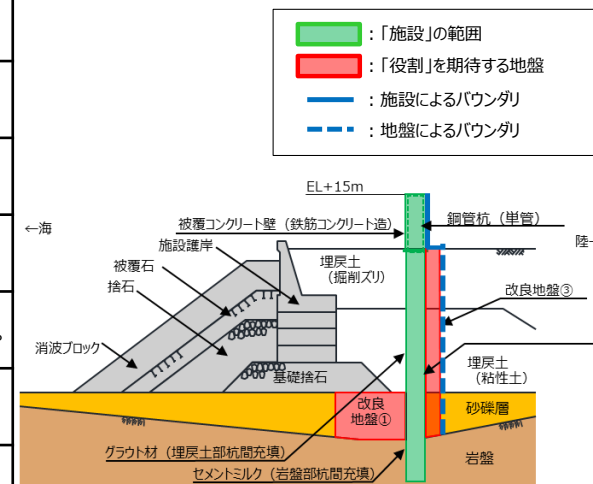 ：「施設」の範囲
：「役割」を期待する地盤
：施設によるバウンダリ
：地盤によるバウンダリ
EL+15m
←海
被覆コンクリート壁（鉄筋コンクリート造）
鋼管杭（単管）
陸
施設護岸
埋戻土
（掘削ズリ）
被覆石
捨石
改良地盤③
消波ブロック
埋戻土
（粘性土）
基礎捨石
改良
地盤①
砂礫層
グラウト材（埋戻土部杭間充填）
岩盤
セメントミルク（岩盤部杭間充填）